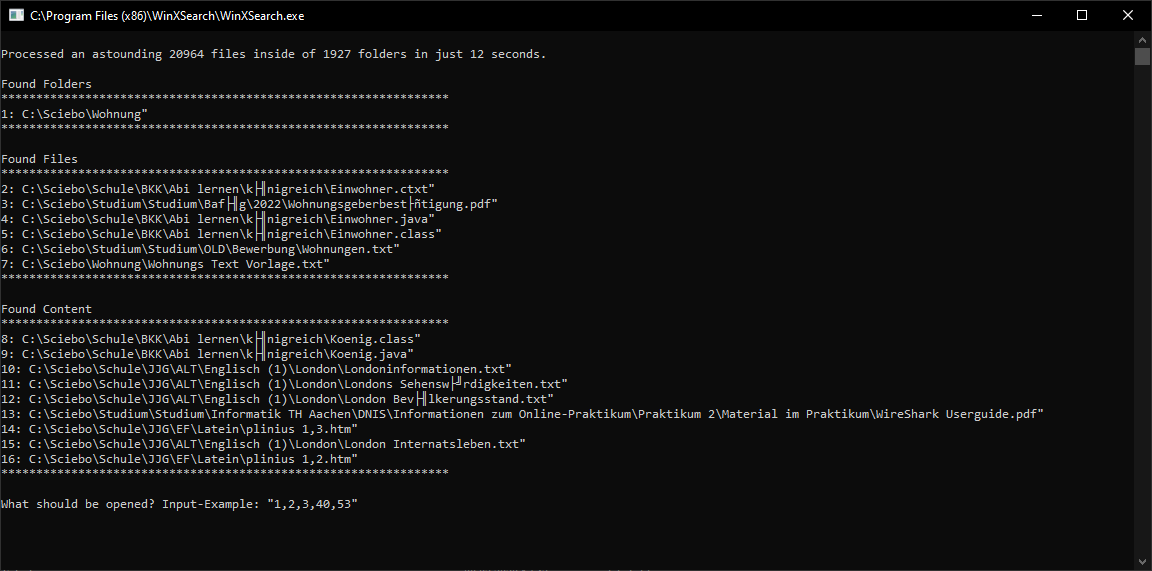 C:\Program Files (x86)\WinXSearch\WinXSearch.exe
Processed an astounding 20964 files inside of 1927 folders in just 12 seconds.
Found Folders
****************************************************************
1: C:\Sciebo\Wohnung"
****************************************************************
Found Files
****************************************************************
2: C:\Sciebo\Schule\BKK\Abi lernen\k├╢nigreich\Einwohner.ctxt"
3: C:\Sciebo\Studium\Studium\Baf├╢g\2022\Wohnungsgeberbest├ñtigung.pdf"
4: C:\Sciebo\Schule\BKK\Abi lernen\k├╢nigreich\Einwohner.java"
5: C:\Sciebo\Schule\BKK\Abi lernen\k├╢nigreich\Einwohner.class"
6: C:\Sciebo\Studium\Studium\OLD\Bewerbung\Wohnungen.txt"
7: C:\Sciebo\Wohnung\Wohnungs Text Vorlage.txt"
****************************************************************
Found Content
****************************************************************
8: C:\Sciebo\Schule\BKK\Abi lernen\k├╢nigreich\Koenig.class"
9: C:\Sciebo\Schule\BKK\Abi lernen\k├╢nigreich\Koenig.java"
10: C:\Sciebo\Schule\JJG\ALT\Englisch (1)\London\Londoninformationen.txt"
11: C:\Sciebo\Schule\JJG\ALT\Englisch (1)\London\Londons Sehensw├╝rdigkeiten.txt"
12: C:\Sciebo\Schule\JJG\ALT\Englisch (1)\London\London Bev├╢lkerungsstand.txt"
13: C:\Sciebo\Studium\Studium\Informatik TH Aachen\DNIS\Informationen zum Online-Praktikum\Praktikum 2\Material im Praktikum\WireShark Userguide.pdf"
14: C:\Sciebo\Schule\JJG\EF\Latein\plinius 1,3.htm"
15: C:\Sciebo\Schule\JJG\ALT\Englisch (1)\London\London Internatsleben.txt"
16: C:\Sciebo\Schule\JJG\EF\Latein\plinius 1,2.htm"
****************************************************************
What should be opened? Input-Example: "1,2,3,40,53"